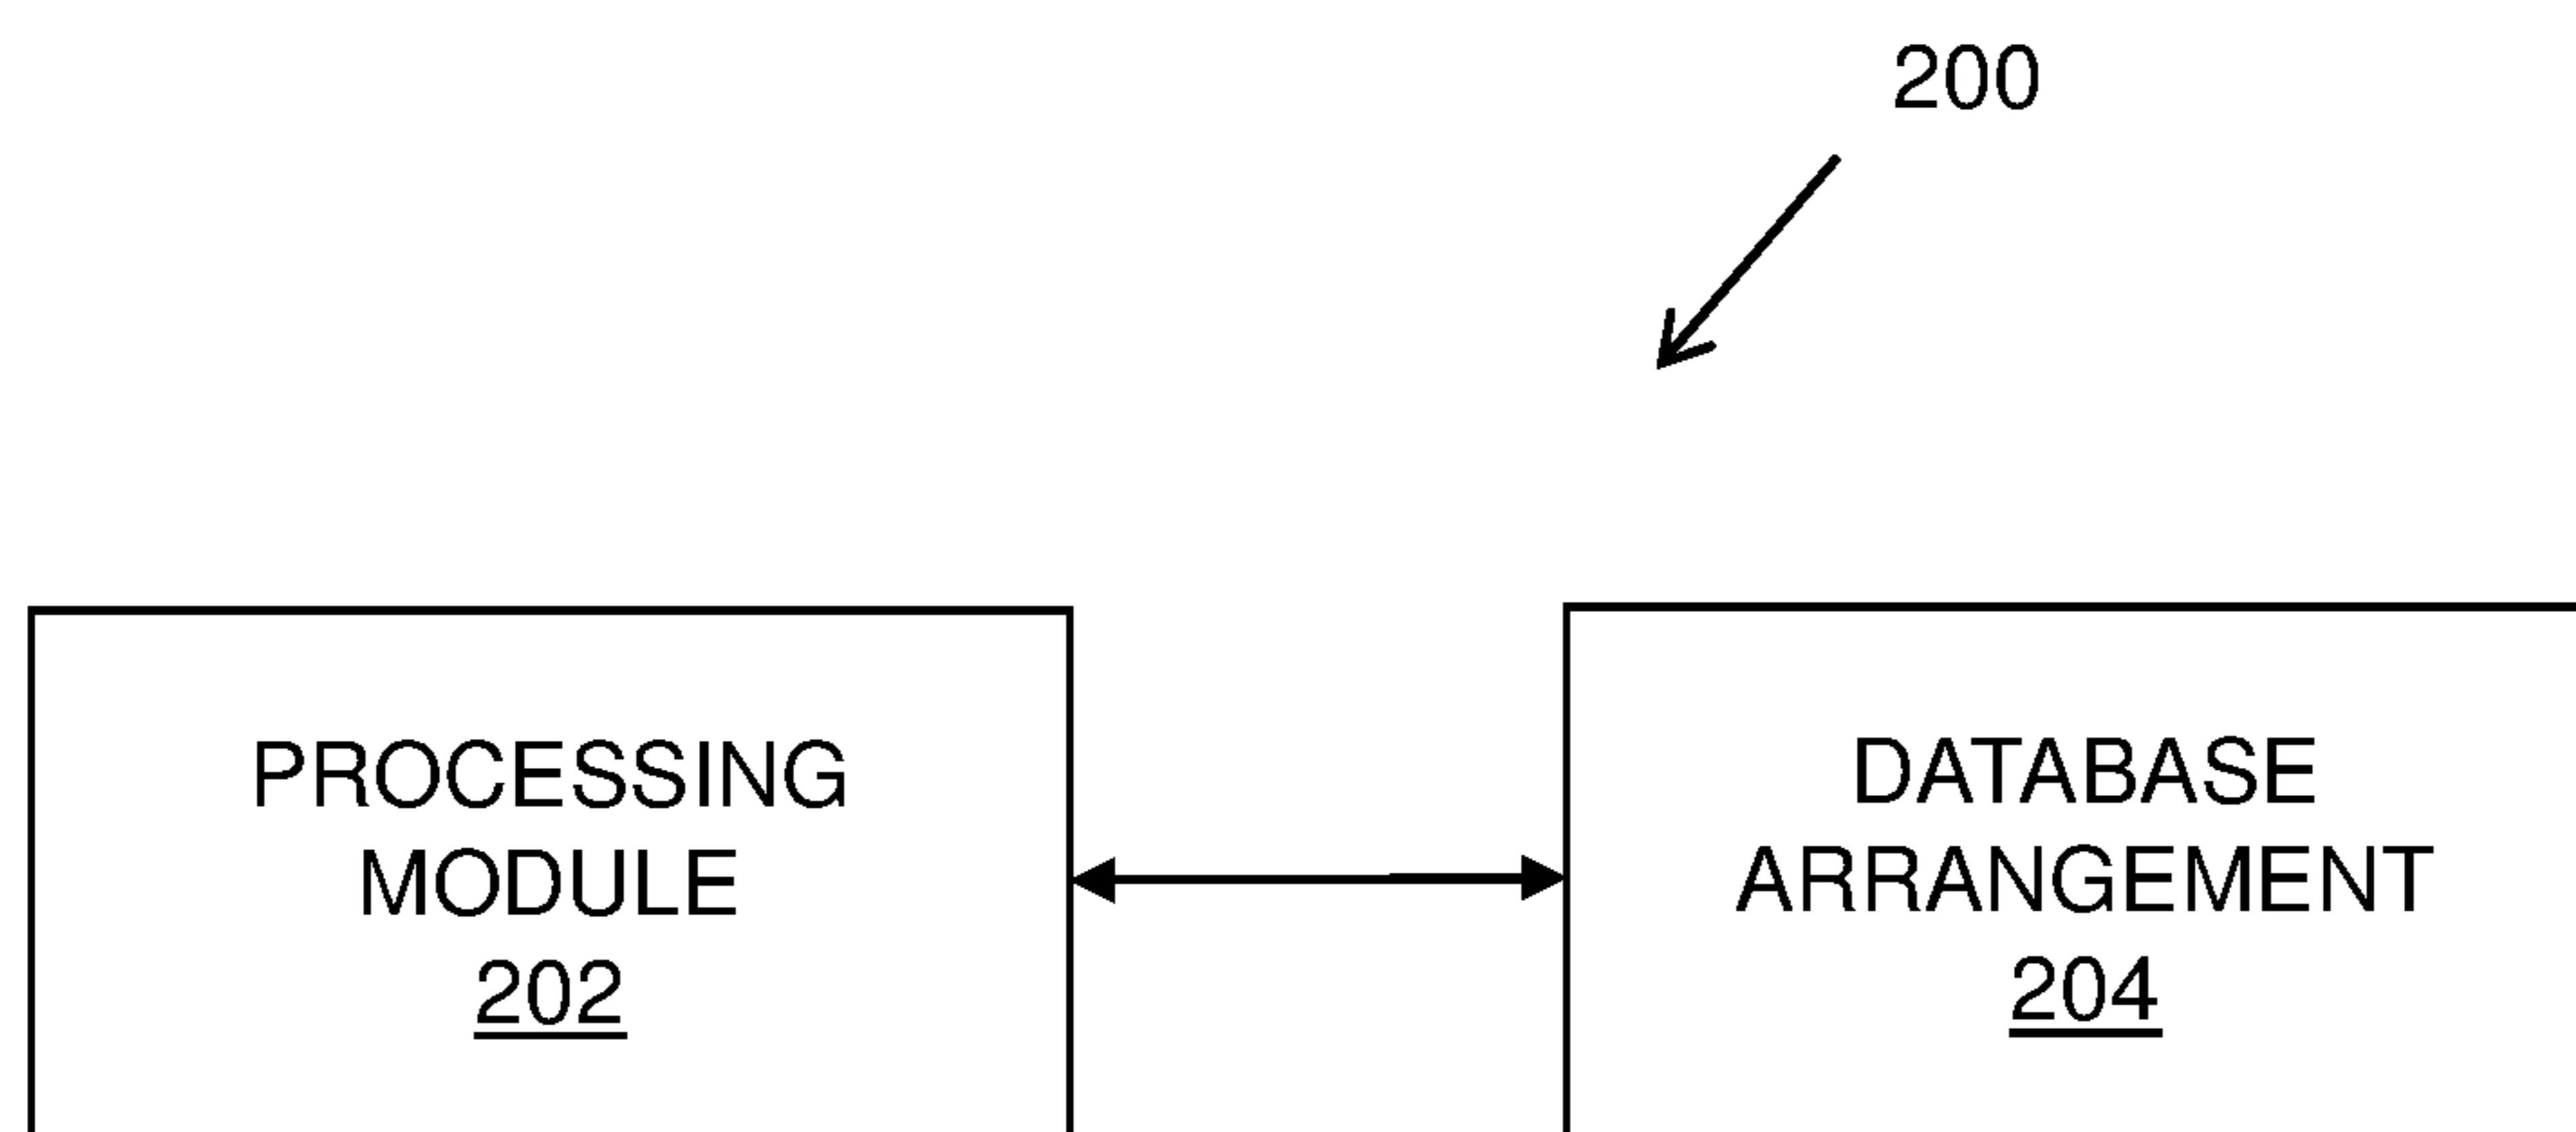 200
PROCESSING
MODULE
202
DATABASE
ARRANGEMENT
204